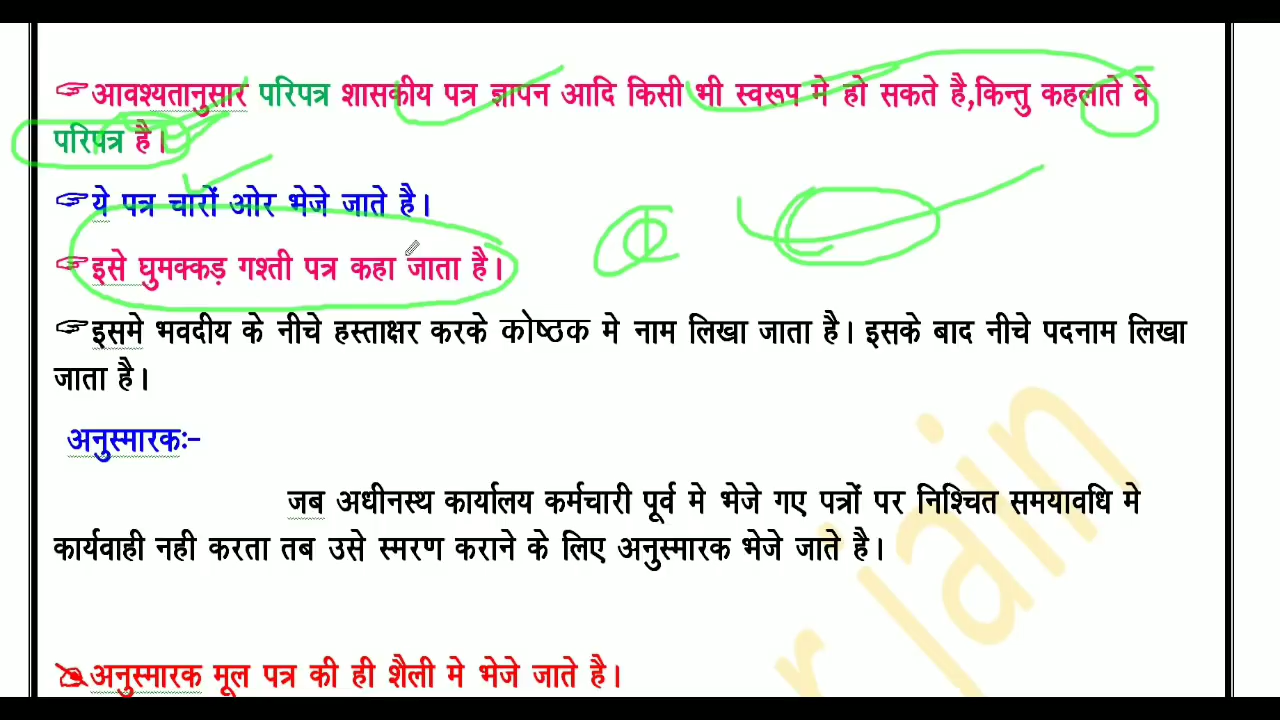 ☞आवश्यतानुसार परिपत्र शासकीय पत्र ज्ञापन आदि किसी भी स्वरूप मे हो सकते है,किन्तु कहलाते वे
परिपत्र है।
☞ये पत्र चारों ओर भेजे जाते है।
☞इसे घुमक्कड़ गश्ती पत्र कहा जाता है।
☞इसमे भवदीय के नीचे हस्ताक्षर करके कोष्ठक मे नाम लिखा जाता है। इसके बाद नीचे पदनाम लिखा
जाता है।
अनुस्मारकः-
जब अधीनस्थ कार्यालय कर्मचारी पूर्व मे भेजे गए पत्रों पर निश्चित समयावधि मे
कार्यवाही नही करता तब उसे स्मरण कराने के लिए अनुस्मारक भेजे जाते है।
अनुस्मारक मूल पत्र की ही शैली मे भेजे जाते है।
r Jain